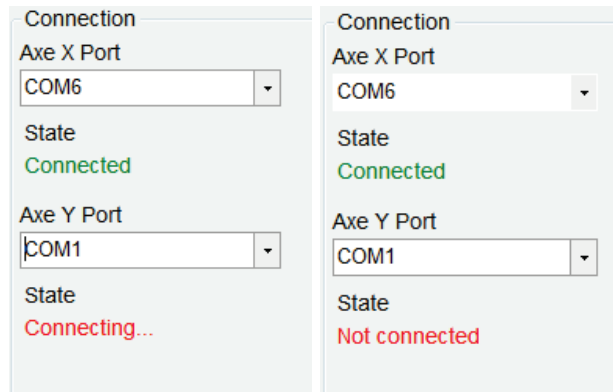 Connection
Axe X Port
COM6
State
Connected
Axe Y Port
COM1
State
Connecting...
Connection
Axe X Port
COM6
State
Connected
Axe Y Port
COM1
State
Not connected